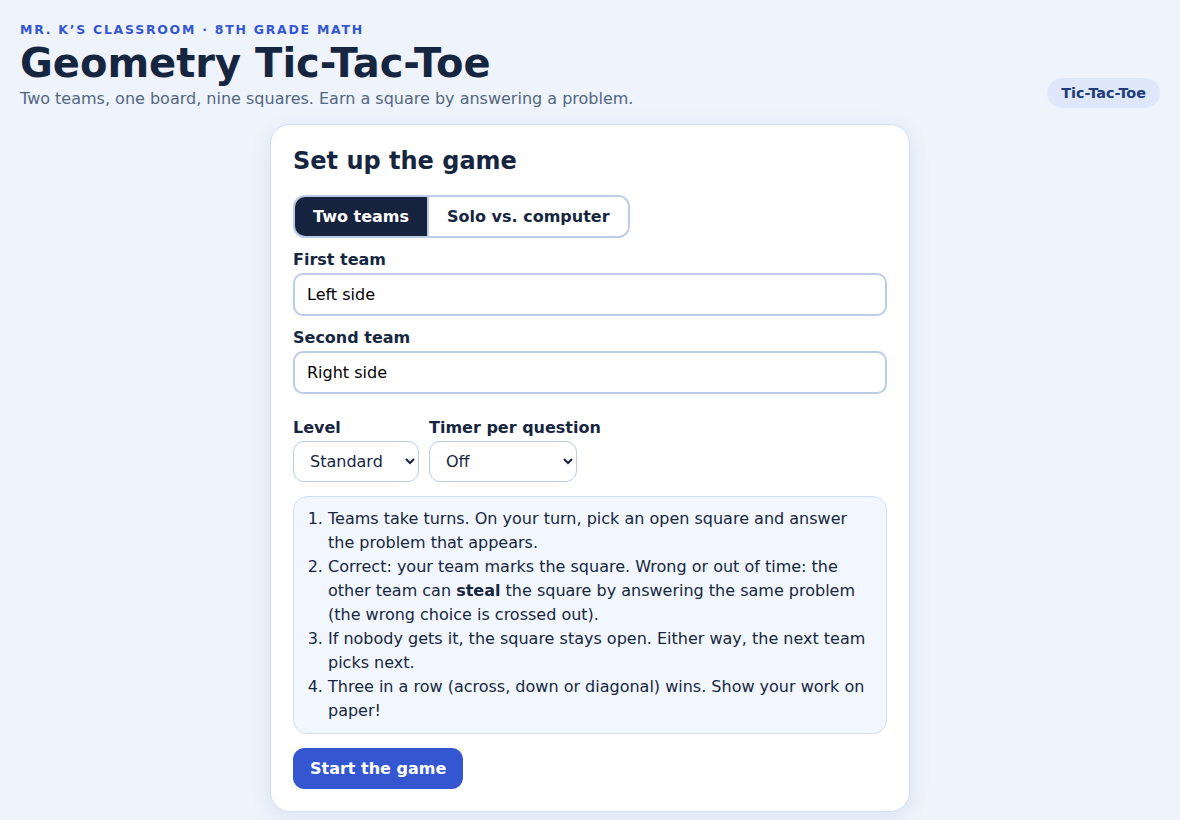 MR. K’S CLASSROOM · 8TH GRADE MATH
Geometry Tic-Tac-Toe
Two teams, one board, nine squares. Earn a square by answering a problem.
Tic-Tac-Toe
Set up the game
Two teams
Solo vs. computer
First team
Left side
Second team
Right side
Level
Timer per question
Standard
Off
1. Teams take turns. On your turn, pick an open square and answer
the problem that appears.
2. Correct: your team marks the square. Wrong or out of time: the
other team can steal the square by answering the same problem
(the wrong choice is crossed out).
3. If nobody gets it, the square stays open. Either way, the next team
picks next.
4. Three in a row (across, down or diagonal) wins. Show your work on
paper!
Start the game